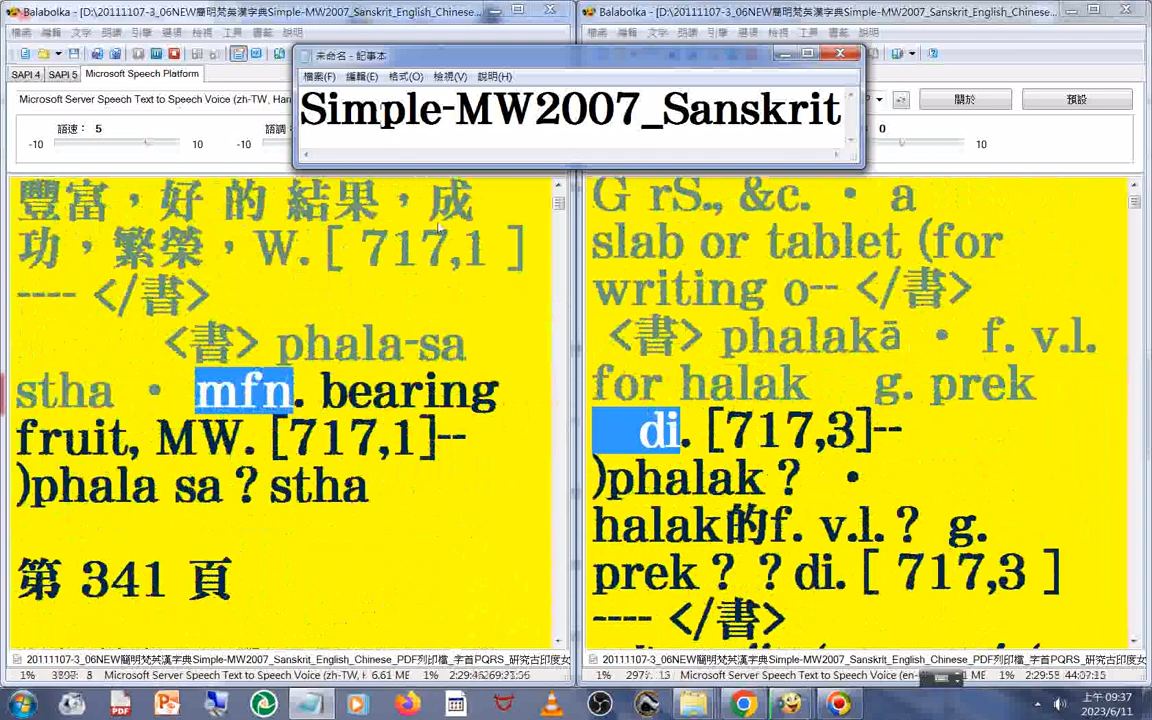 Balabolka - [D:\20111107-3_06NEW簡明梵英漢字典Simple-MW2007_Sanskrit_English_Chinese...
Balabolka - [D:\20111107-3_06NEW簡明梵英漢字典Simple-MW2007_Sanskrit_English_Chinese...
未命名 - 記事本
檔案(F) 編輯(E) 格式(O) 檢視(V) 說明(H)
Simple-MW2007_Sanskrit
SAPI 4 SAPI 5 Microsoft Speech Platform
Microsoft Server Speech Text to Speech Voice (zh-TW, Han
關於 預設
語速: 5
語調:
0
-10 10 -10
10
豐富，好 的 結果，成
功，繁榮，W. [ 717,1 ]
---- </書>
<書> phala-sa
stha • mfn. bearing
fruit, MW. [717,1]--
)phala sa？stha
第 341 頁
G rS., &c. • a
slab or tablet (for
writing o-- </書>
<書> phalakā • f. v.l.
for halak g. prek
di. [717,3]--
)phalak？ •
halak的f. v.l.？ g.
prek？？di. [ 717,3 ]
---- </書>
20111107-3_06NEW簡明梵英漢字典Simple-MW2007_Sanskrit_English_Chinese_PDF列印檔_字首PQRS_研究古印度女
20111107-3_06NEW簡明梵英漢字典Simple-MW2007_Sanskrit_English_Chinese_PDF列印檔_字首PQRS_研究古印度女
1% Microsoft Server Speech Text to Speech Voice (zh-TW, 6.61 ME 1%
1% Microsoft Server Speech Text to Speech Voice (en- 1% 2:29:5
44:07:15
上午 09:37
2023/6/11